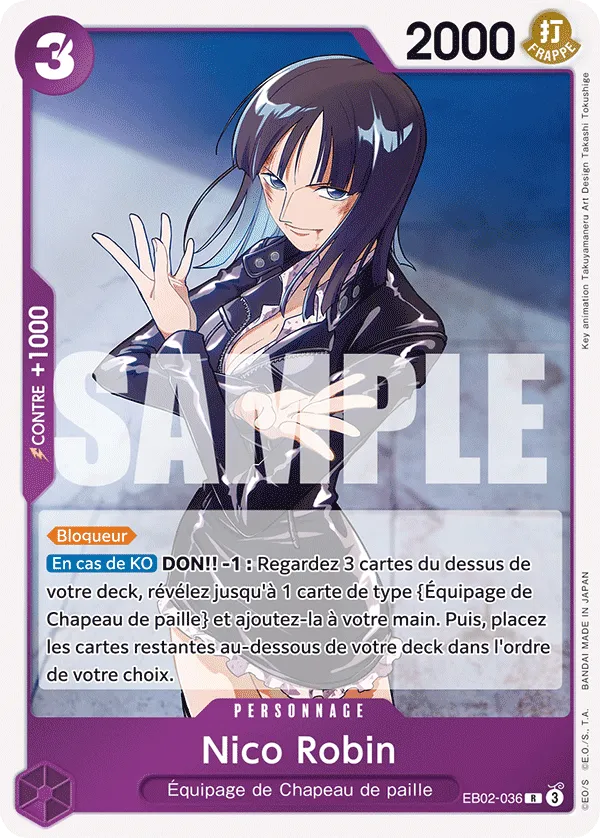 3
2000
打
FRAPPE
Key animation Takuyamaneru Art Design Takashi Tokushige
CONTRE +1000
SAMPLE
Bloqueur
En cas de KO DON!! -1 : Regardez 3 cartes du dessus de
votre deck, révélez jusqu'à 1 carte de type {Équipage de
Chapeau de paille} et ajoutez-la à votre main. Puis, placez
les cartes restantes au-dessous de votre deck dans l'ordre
de votre choix.
©EO/S ©E.O./S., T.A. BANDAI MADE IN JAPAN
PERSONNAGE
Nico Robin
Équipage de Chapeau de paille
EB02-036 R 3